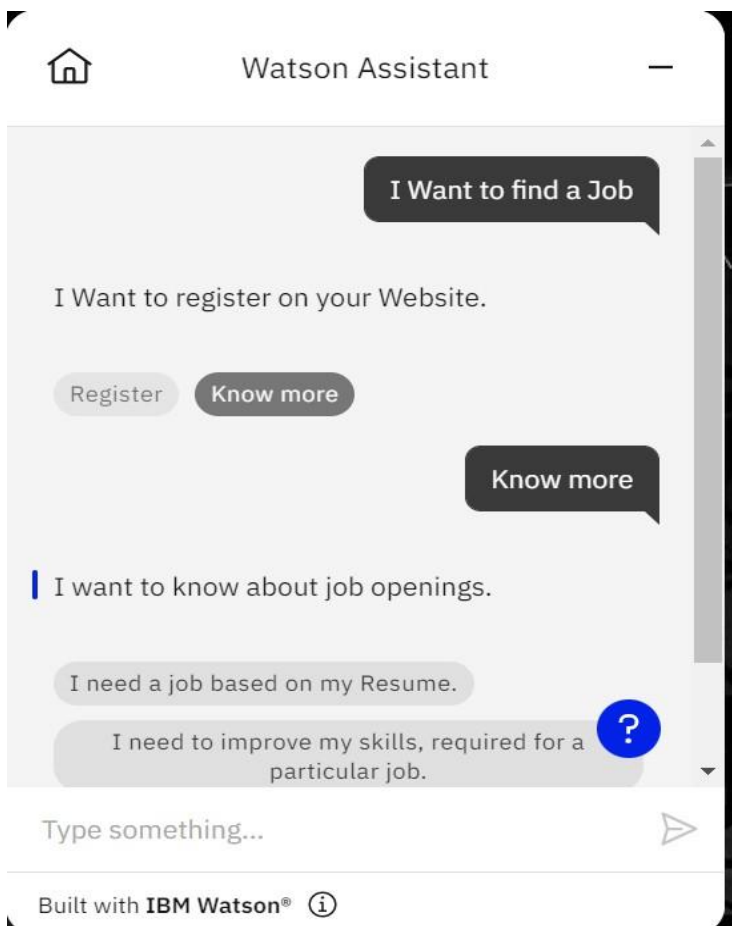 Watson Assistant
I Want to find a Job
I Want to register on your Website.
Register Know more
Know more
I want to know about job openings.
I need a job based on my Resume.
I need to improve my skills, required for a
particular job.
?
Type something...
Built with IBM Watson®